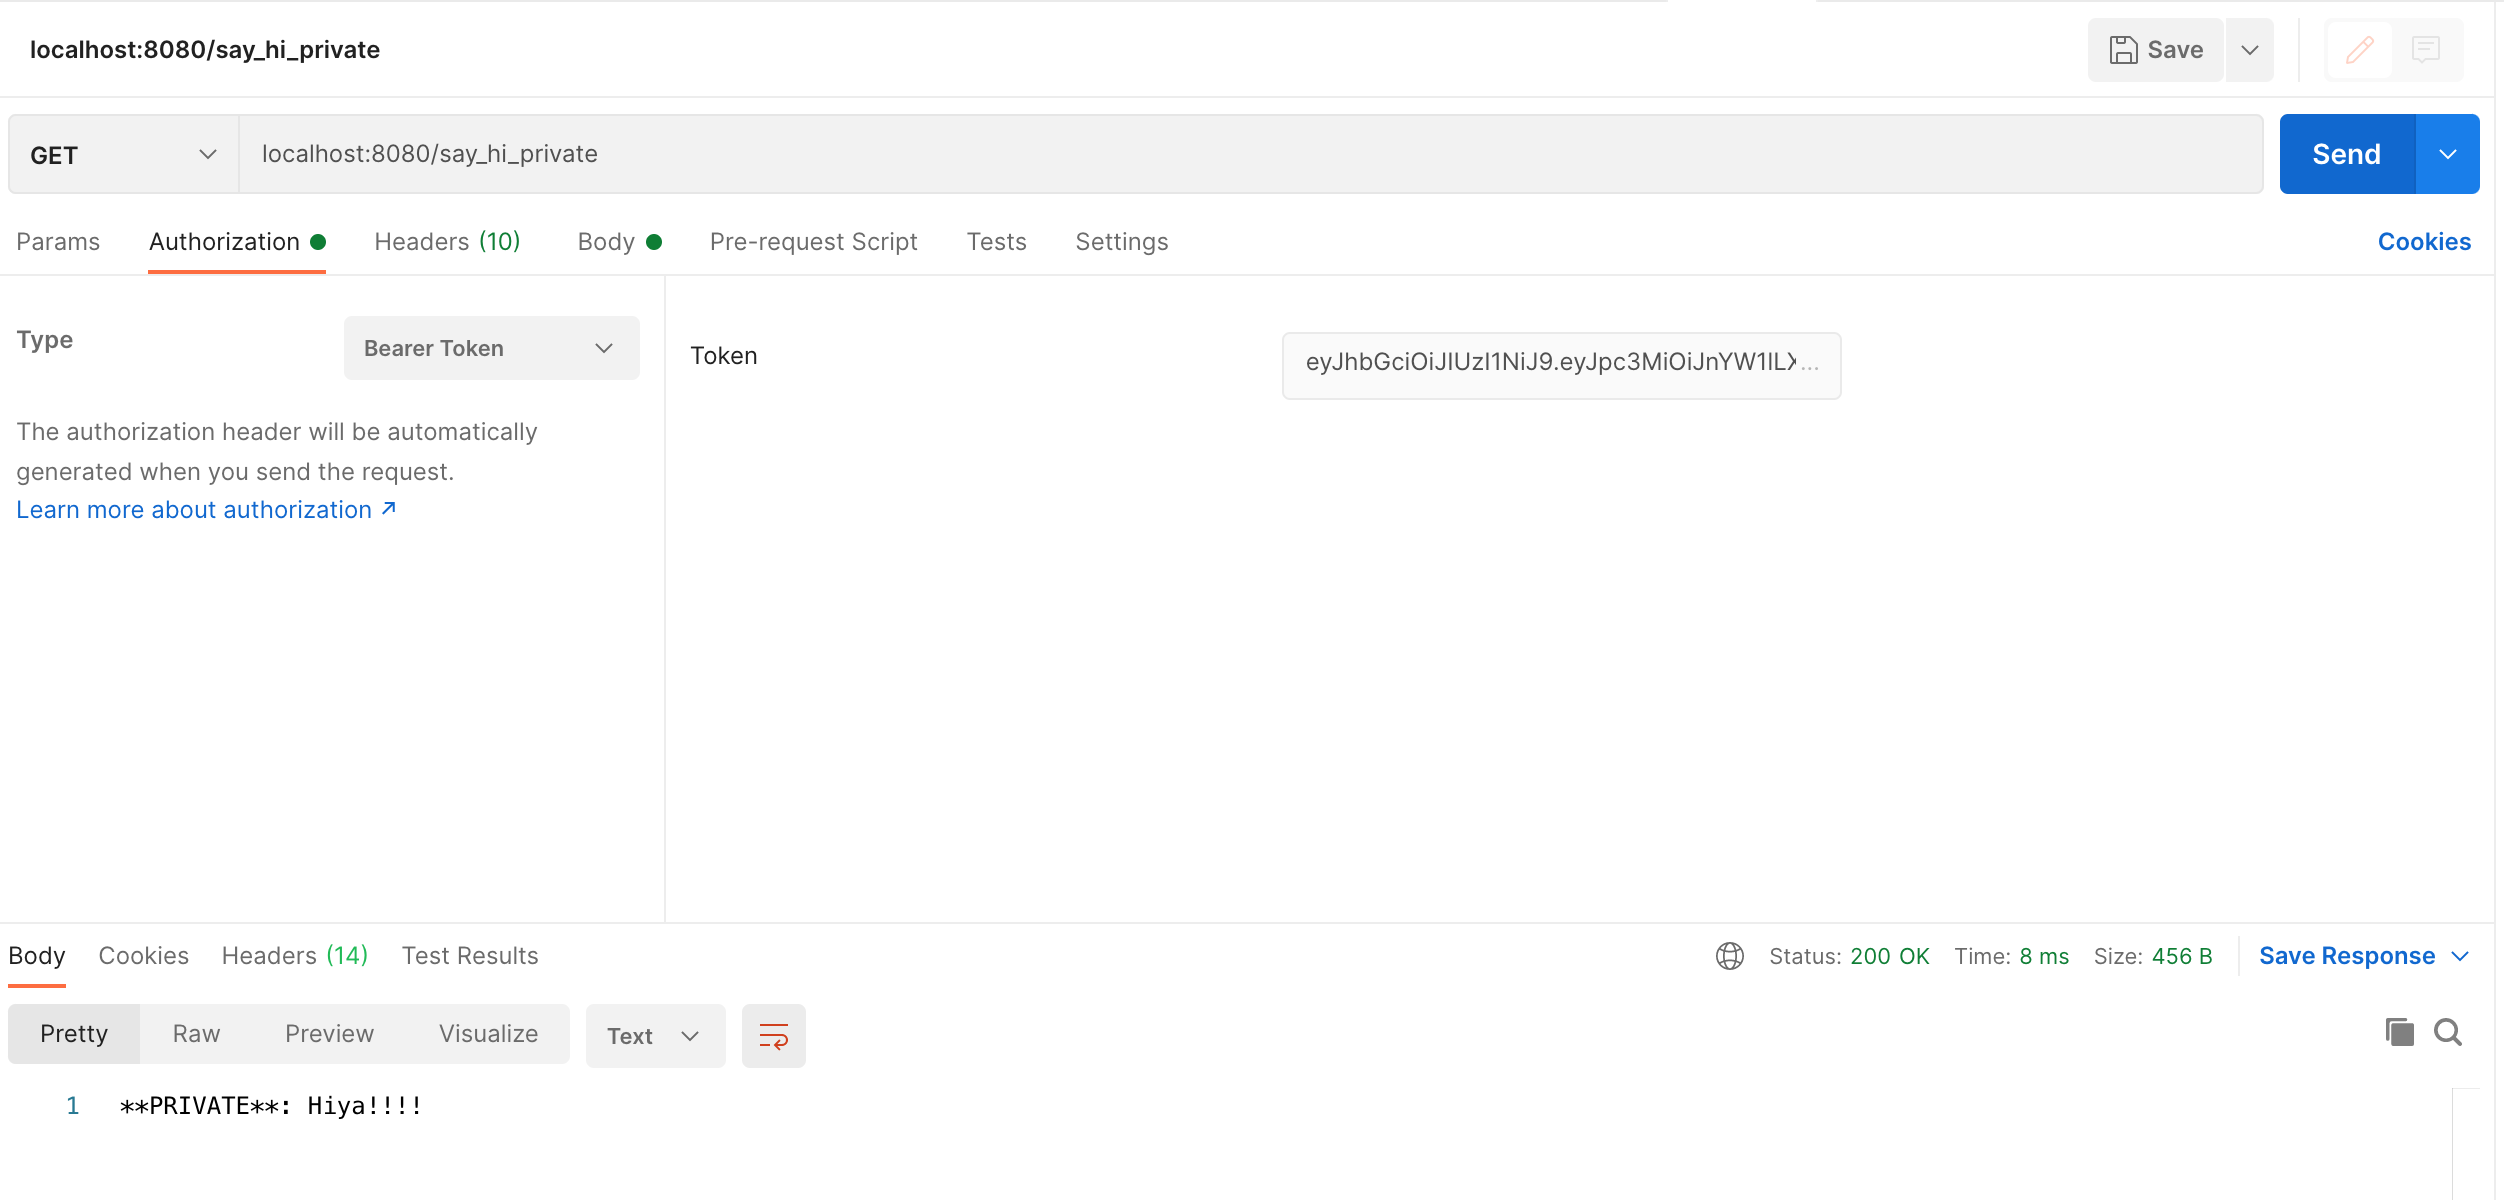 localhost:8080/say_hi_private
Save
GET
localhost:8080/say_hi_private
Send
Params Authorization Headers (10) Body Pre-request Script Tests Settings Cookies
Type
Bearer Token
The authorization header will be automatically
generated when you send the request.
Learn more about authorization ↗
Token
eyJhbGciOiJIUzI1NiJ9.eyJpc3MiOiJnYW1lLX...
Body Cookies Headers (14) Test Results Status: 200 OK Time: 8 ms Size: 456 B Save Response
Pretty Raw Preview Visualize Text
1 **PRIVATE**: Hiya!!!!